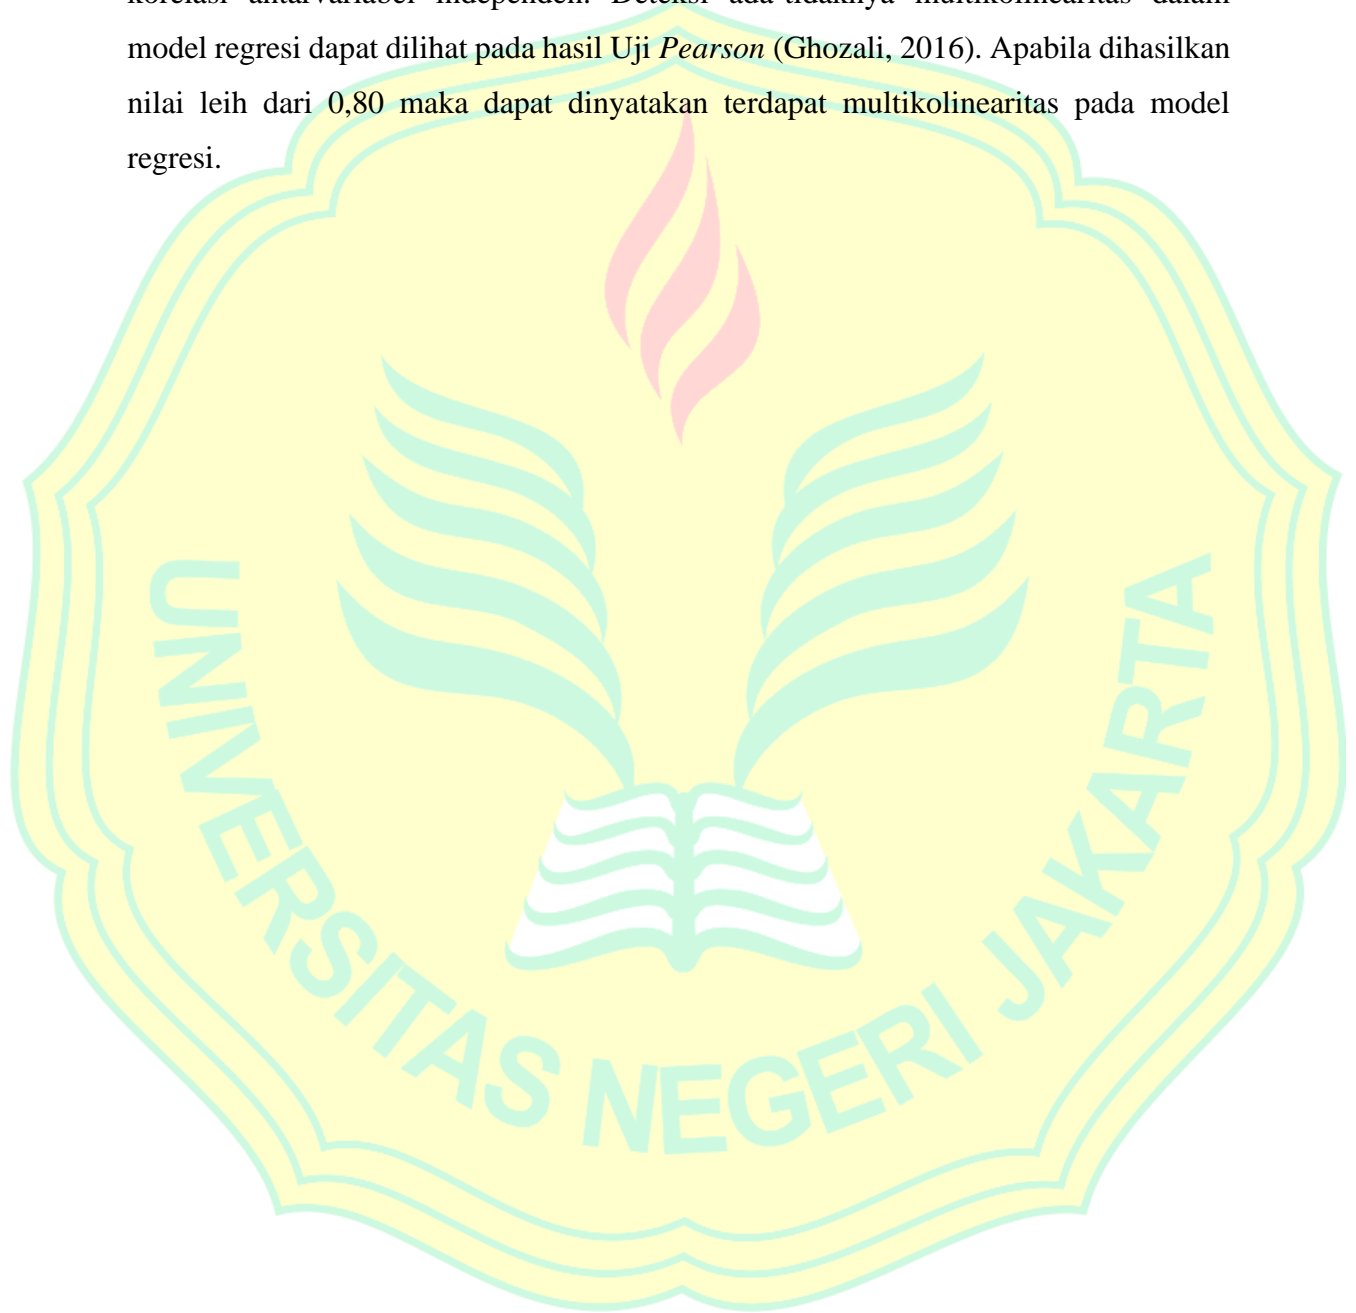 korelasi antarvariabel independen. Deteksi ada-tidaknya multikolinearitas dalam
model regresi dapat dilihat pada hasil Uji Pearson (Ghozali, 2016). Apabila dihasilkan
nilai leih dari 0,80 maka dapat dinyatakan terdapat multikolinearitas pada model
regresi.
UNIVERSITAS NEGERI JAKARTA